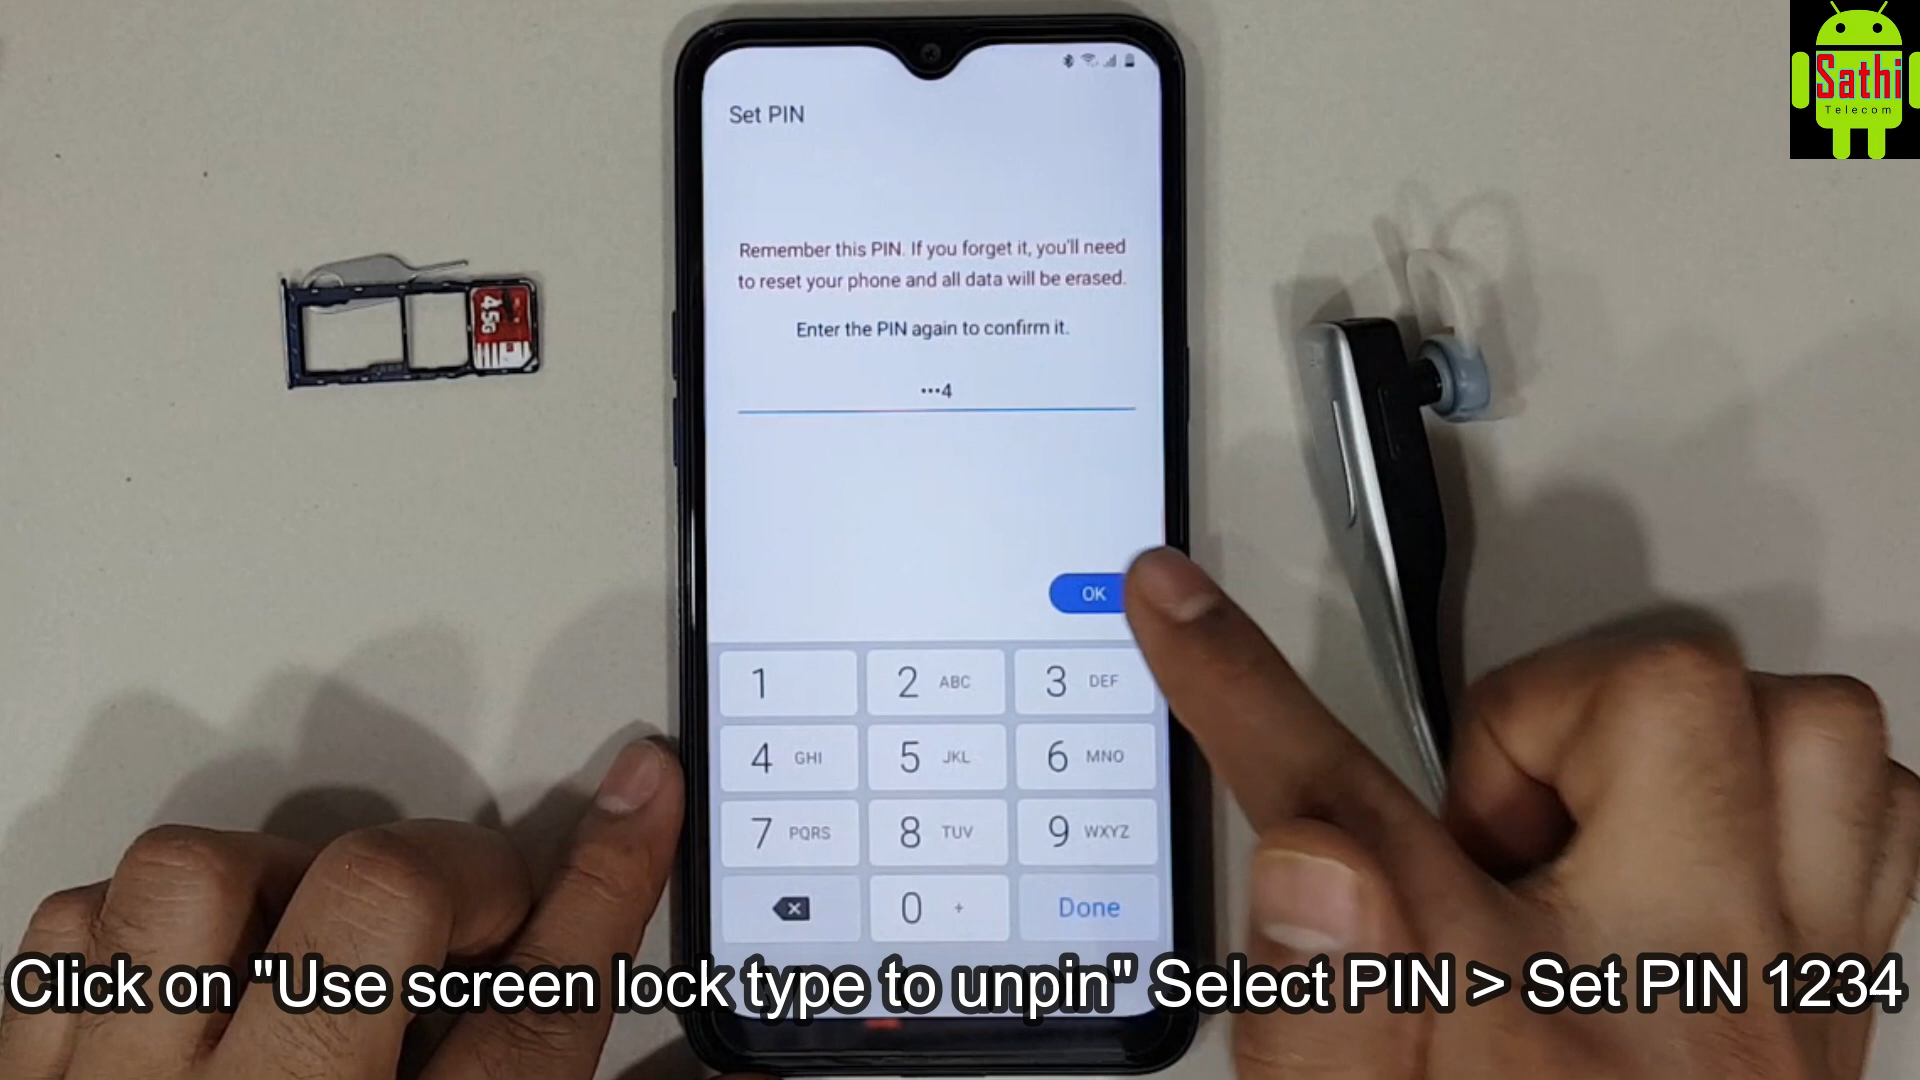 Sathi
Telecom
Set PIN
Remember this PIN. If you forget it, you'll need
to reset your phone and all data will be erased.
Enter the PIN again to confirm it.
•••4
OK
1
2 ABC
3 DEF
4 GHI
5 JKL
6 MNO
7 PQRS
8 TUV
9 WXYZ
0 +
Done
Click on "Use screen lock type to unpin" Select PIN > Set PIN 1234